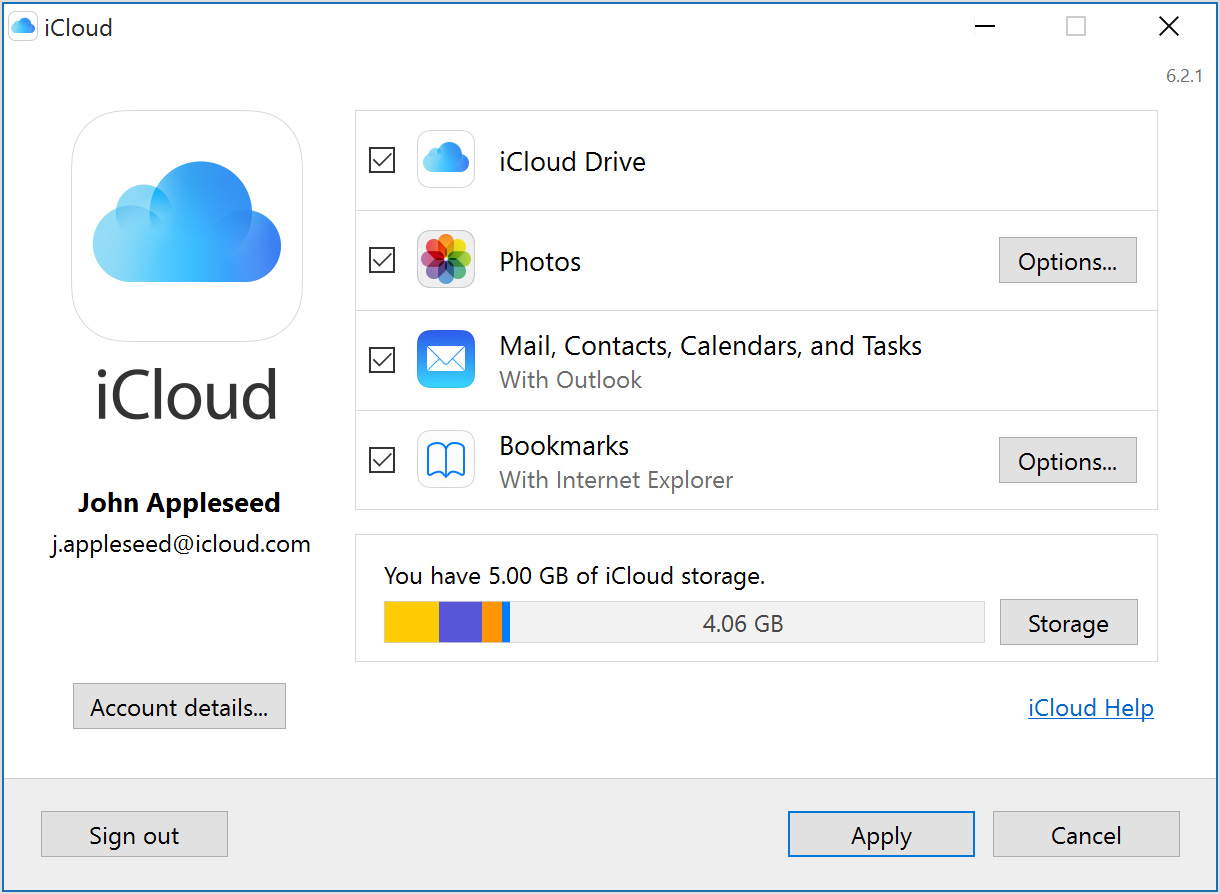 iCloud
6.2.1
iCloud
John Appleseed
j.appleseed@icloud.com
Account details...
iCloud Drive
Photos
Options...
Mail, Contacts, Calendars, and Tasks
With Outlook
Bookmarks
With Internet Explorer
Options...
You have 5.00 GB of iCloud storage.
4.06 GB
Storage
iCloud Help
Sign out
Apply
Cancel